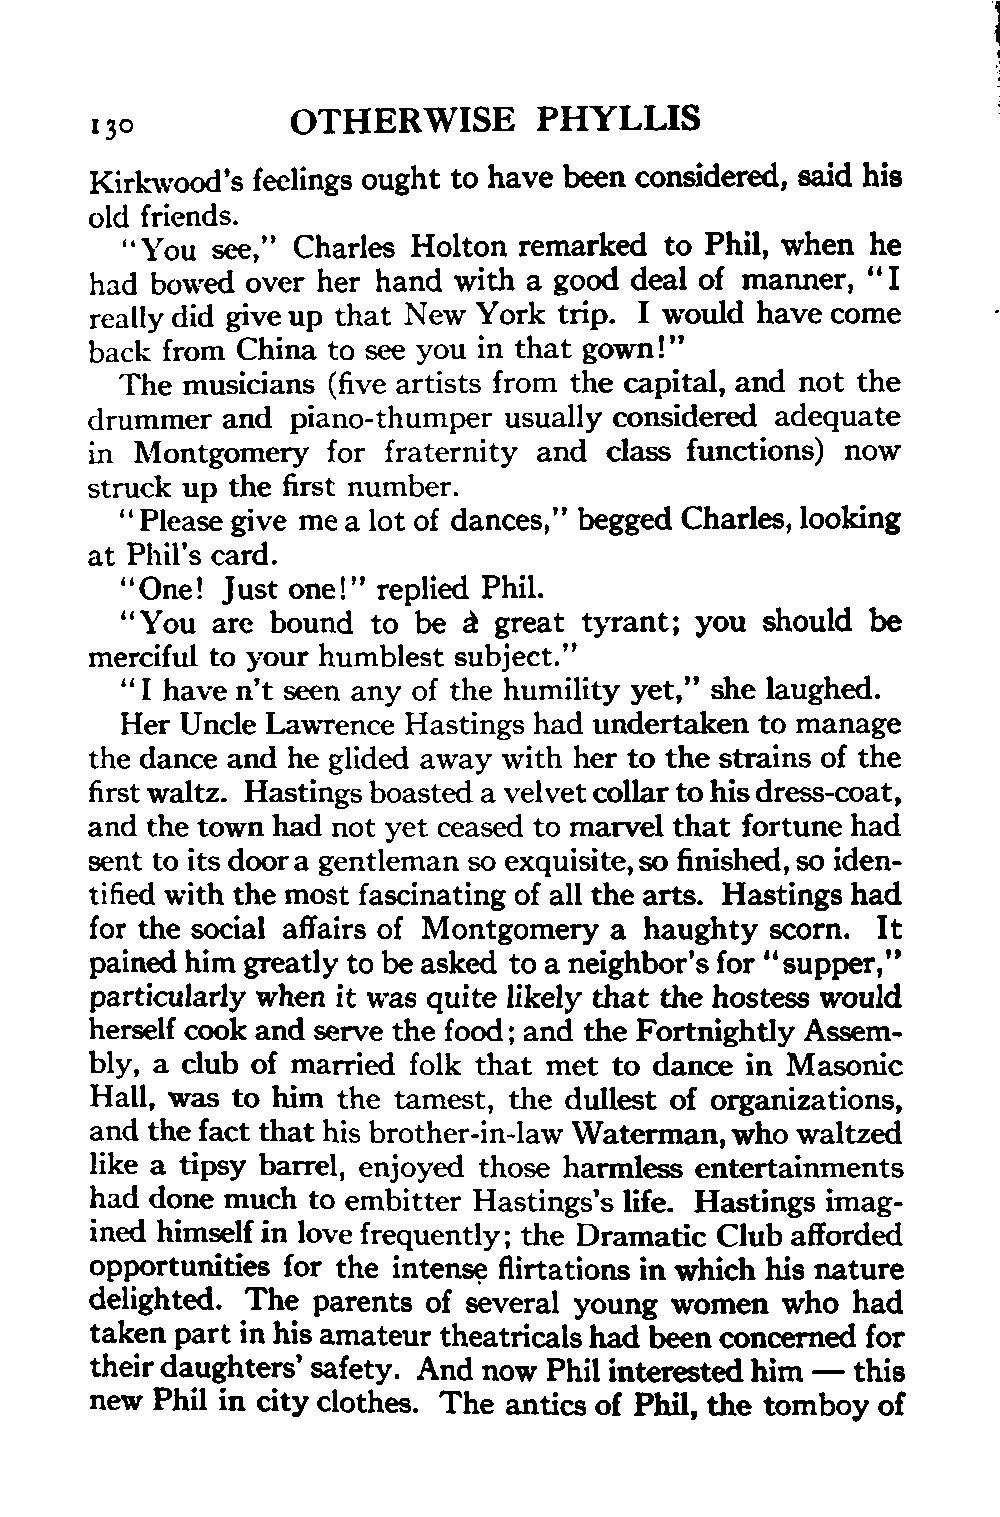 130 OTHERWISE PHYLLIS
Kirkwood's feelings ought to have been considered, said his
old friends.
"You see," Charles Holton remarked to Phil, when he
had bowed over her hand with a good deal of manner, "I
really did give up that New York trip. I would have come
back from China to see you in that gown!"
The musicians (five artists from the capital, and not the
drummer and piano-thumper usually considered adequate
in Montgomery for fraternity and class functions) now
struck up the first number.
"Please give me a lot of dances," begged Charles, looking
at Phil's card.
"One! Just one!" replied Phil.
"You are bound to be a great tyrant; you should be
merciful to your humblest subject."
"I have n't seen any of the humility yet," she laughed.
Her Uncle Lawrence Hastings had undertaken to manage
the dance and he glided away with her to the strains of the
first waltz. Hastings boasted a velvet collar to his dress-coat,
and the town had not yet ceased to marvel that fortune had
sent to its door a gentleman so exquisite, so finished, so iden-
tified with the most fascinating of all the arts. Hastings had
for the social affairs of Montgomery a haughty scorn. It
pained him greatly to be asked to a neighbor's for "supper,"
particularly when it was quite likely that the hostess would
herself cook and serve the food; and the Fortnightly Assem-
bly, a club of married folk that met to dance in Masonic
Hall, was to him the tamest, the dullest of organizations,
and the fact that his brother-in-law Waterman, who waltzed
like a tipsy barrel, enjoyed those harmless entertainments
had done much to embitter Hastings's life. Hastings imag-
ined himself in love frequently; the Dramatic Club afforded
opportunities for the intense flirtations in which his nature
delighted. The parents of several young women who had
taken part in his amateur theatricals had been concerned for
their daughters' safety. And now Phil interested him — this
new Phil in city clothes. The antics of Phil, the tomboy of